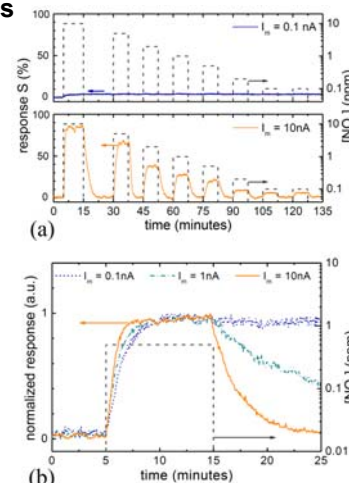 s
I_m = 0.1 nA
100
50
0
10
1
0.1
response S (%)
I_m = 10nA
100
50
0
10
1
0.1
0 15 30 45 60 75 90 105 120 135
time (minutes)
(a)
I_m = 0.1nA I_m = 1nA I_m = 10nA
normalized response (a.u.)
1
0
10
1
0.1
0.01
0 5 10 15 20 25
time (minutes)
(b)